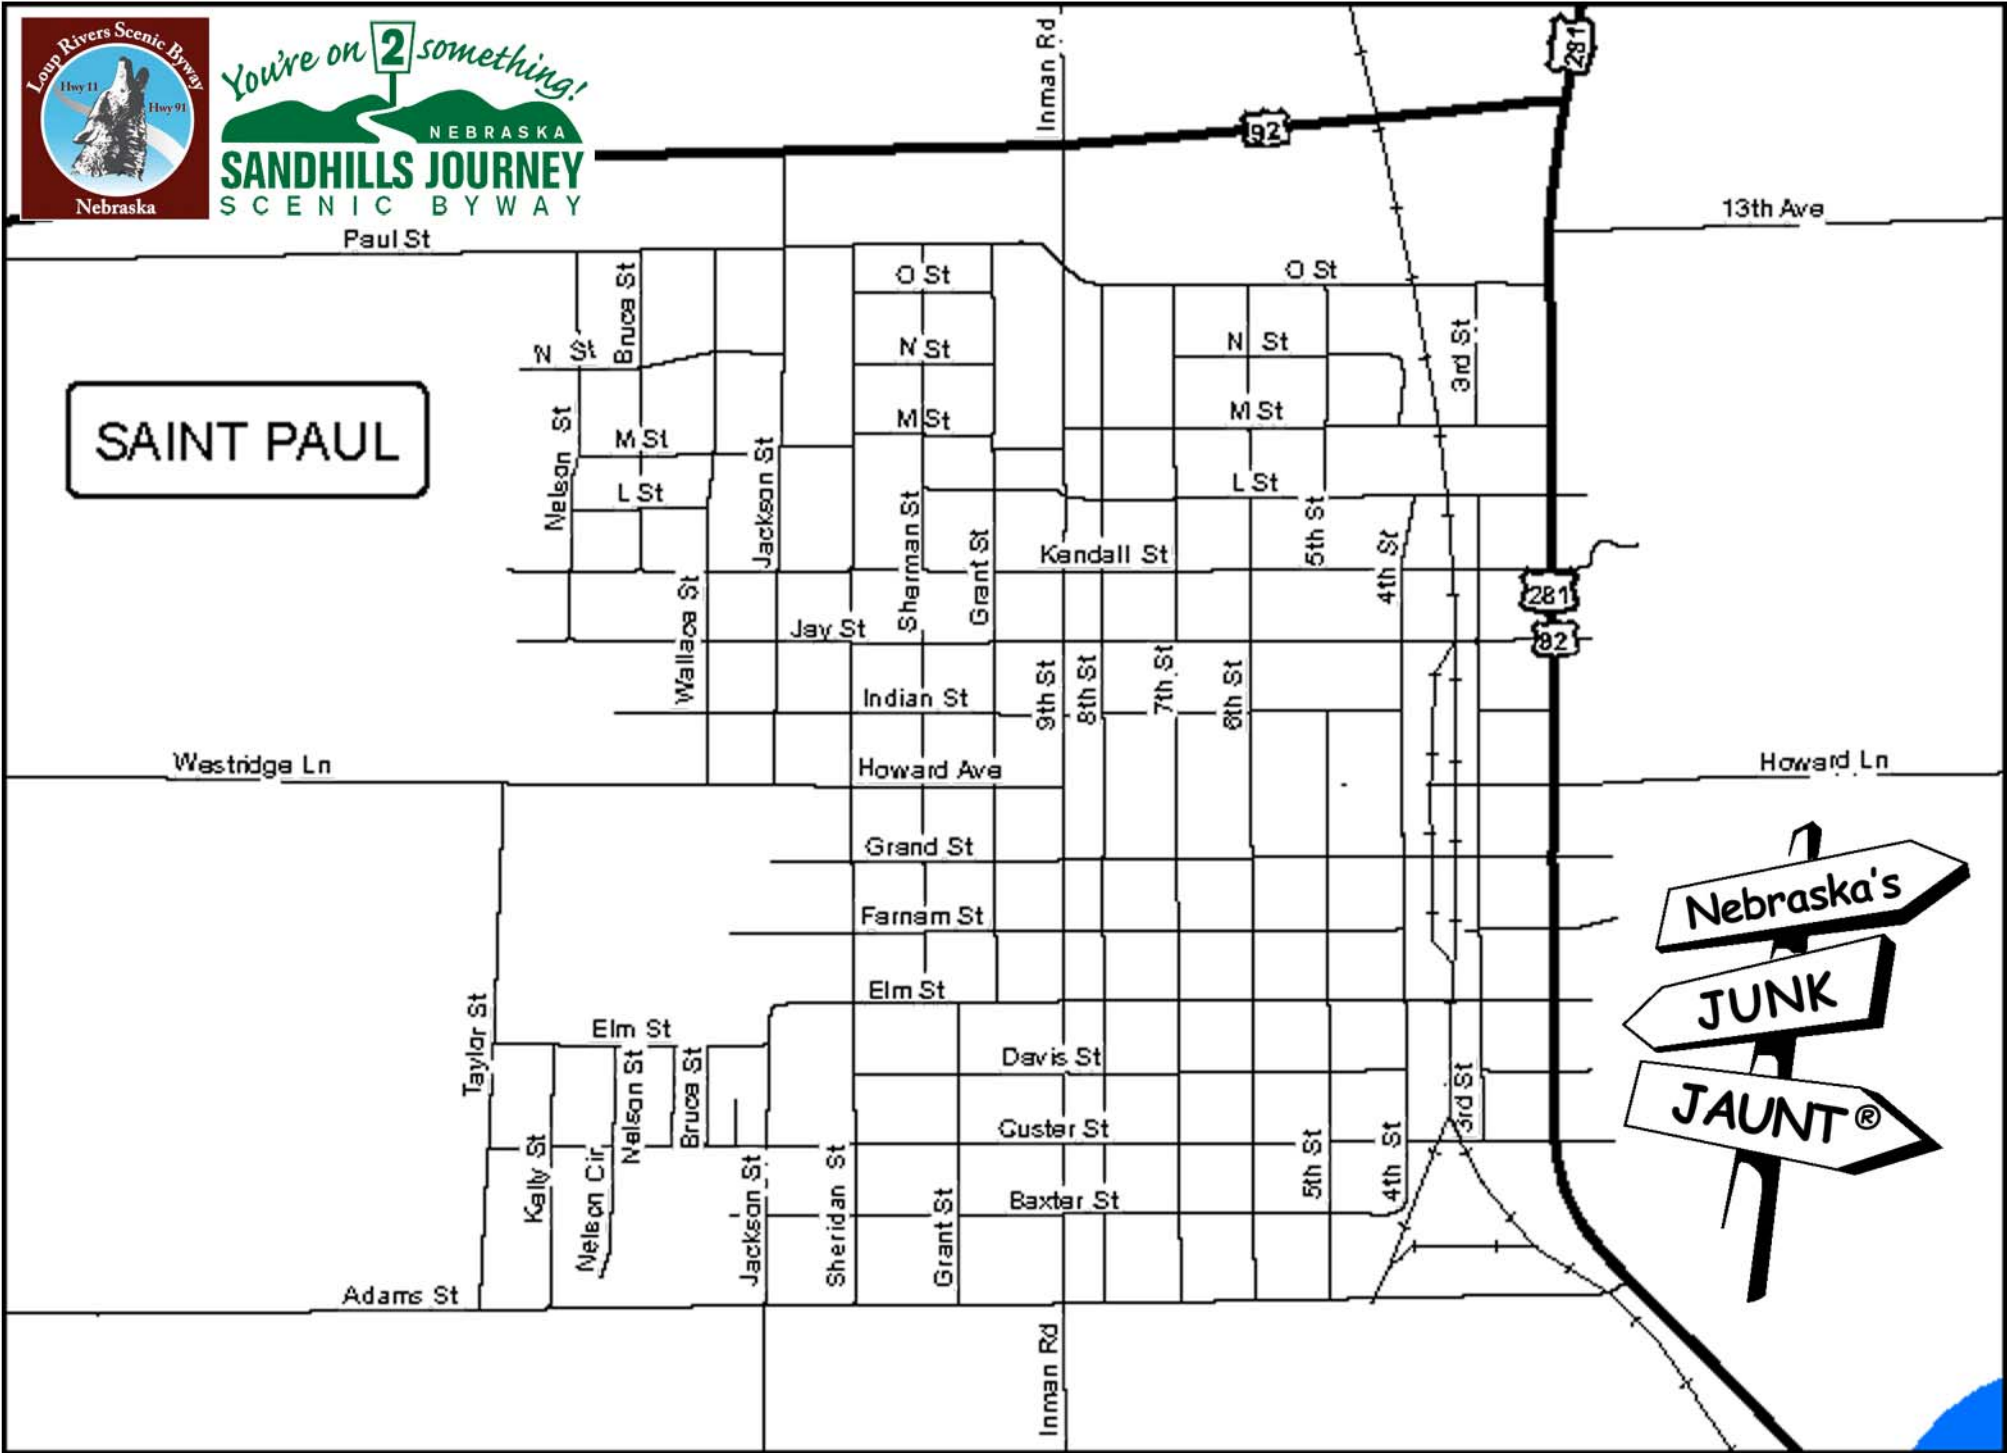 Loup Rivers Scenic Byway
Hwy 11
Hwy 91
Nebraska
You're on 2 something!
NEBRASKA
SANDHILLS JOURNEY
SCENIC BYWAY
Inman Rd
281
92
13th Ave
Paul St
O St
O St
Bruce St
N St
N St
N St
3rd St
SAINT PAUL
Nelson St
M St
M St
M St
Jackson St
L St
L St
Sherman St
Grant St
Kendall St
5th St
4th St
281
92
Wallace St
Jay St
Indian St
9th St
8th St
7th St
6th St
Westridge Ln
Howard Ave
Howard Ln
Grand St
Farnam St
Nebraska's
JUNK
JAUNT®
Elm St
Taylor St
Elm St
Nelson St
Bruce St
Davis St
3rd St
Custer St
Kelly St
Nelson Cir
Jackson St
Sheridan St
Grant St
Baxter St
5th St
4th St
Adams St
Inman Rd